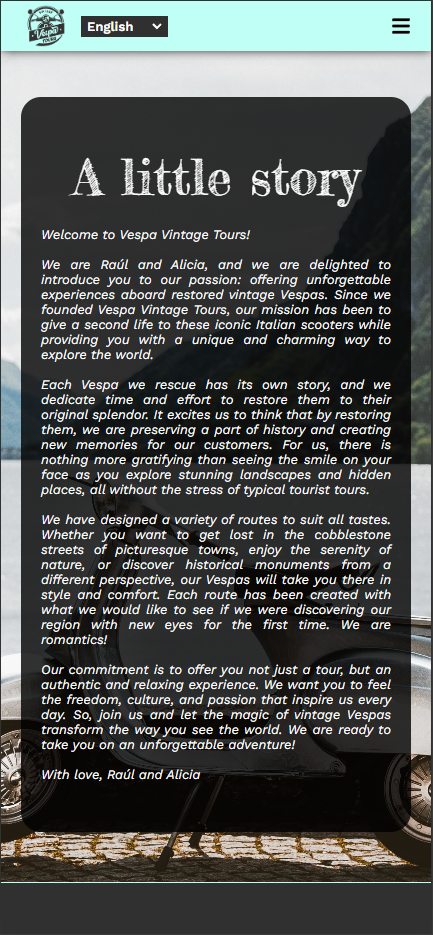 Vespa
English
A little story
Welcome to Vespa Vintage Tours!
We are Raúl and Alicia, and we are delighted to
introduce you to our passion: offering unforgettable
experiences aboard restored vintage Vespas. Since we
founded Vespa Vintage Tours, our mission has been to
give a second life to these iconic Italian scooters while
providing you with a unique and charming way to
explore the world.
Each Vespa we rescue has its own story, and we
dedicate time and effort to restore them to their
original splendor. It excites us to think that by restoring
them, we are preserving a part of history and creating
new memories for our customers. For us, there is
nothing more gratifying than seeing the smile on your
face as you explore stunning landscapes and hidden
places, all without the stress of typical tourist tours.
We have designed a variety of routes to suit all tastes.
Whether you want to get lost in the cobblestone
streets of picturesque towns, enjoy the serenity of
nature, or discover historical monuments from a
different perspective, our Vespas will take you there in
style and comfort. Each route has been created with
what we would like to see if we were discovering our
region with new eyes for the first time. We are
romantics!
Our commitment is to offer you not just a tour, but an
authentic and relaxing experience. We want you to feel
the freedom, culture, and passion that inspire us every
day. So, join us and let the magic of vintage Vespas
transform the way you see the world. We are ready to
take you on an unforgettable adventure!
With love, Raúl and Alicia